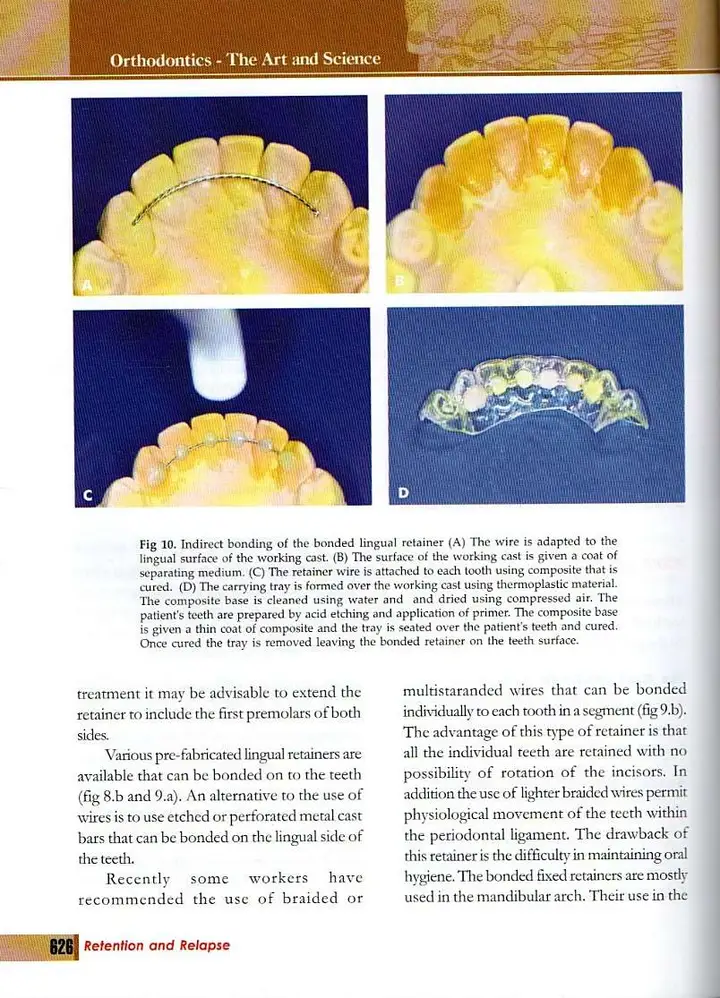 Orthodontics - The Art and Science
A
B
C
D
Fig 10. Indirect bonding of the bonded lingual retainer (A) The wire is adapted to the
lingual surface of the working cast. (B) The surface of the working cast is given a coat of
separating medium. (C) The retainer wire is attached to each tooth using composite that is
cured. (D) The carrying tray is formed over the working cast using thermoplastic material.
The composite base is cleaned using water and and dried using compressed air. The
patient's teeth are prepared by acid etching and application of primer. The composite base
is given a thin coat of composite and the tray is seated over the patient's teeth and cured.
Once cured the tray is removed leaving the bonded retainer on the teeth surface.
treatment it may be advisable to extend the
retainer to include the first premolars of both
sides.
Various pre-fabricated lingual retainers are
available that can be bonded on to the teeth
(fig 8.b and 9.a). An alternative to the use of
wires is to use etched or perforated metal cast
bars that can be bonded on the lingual side of
the teeth.
Recently some workers have
recommended the use of braided or
multistaranded wires that can be bonded
individually to each tooth in a segment (fig 9.b).
The advantage of this type of retainer is that
all the individual teeth are retained with no
possibility of rotation of the incisors. In
addition the use of lighter braided wires permit
physiological movement of the teeth within
the periodontal ligament. The drawback of
this retainer is the difficulty in maintaining oral
hygiene. The bonded fixed retainers are mostly
used in the mandibular arch. Their use in the
626 Retention and Relapse